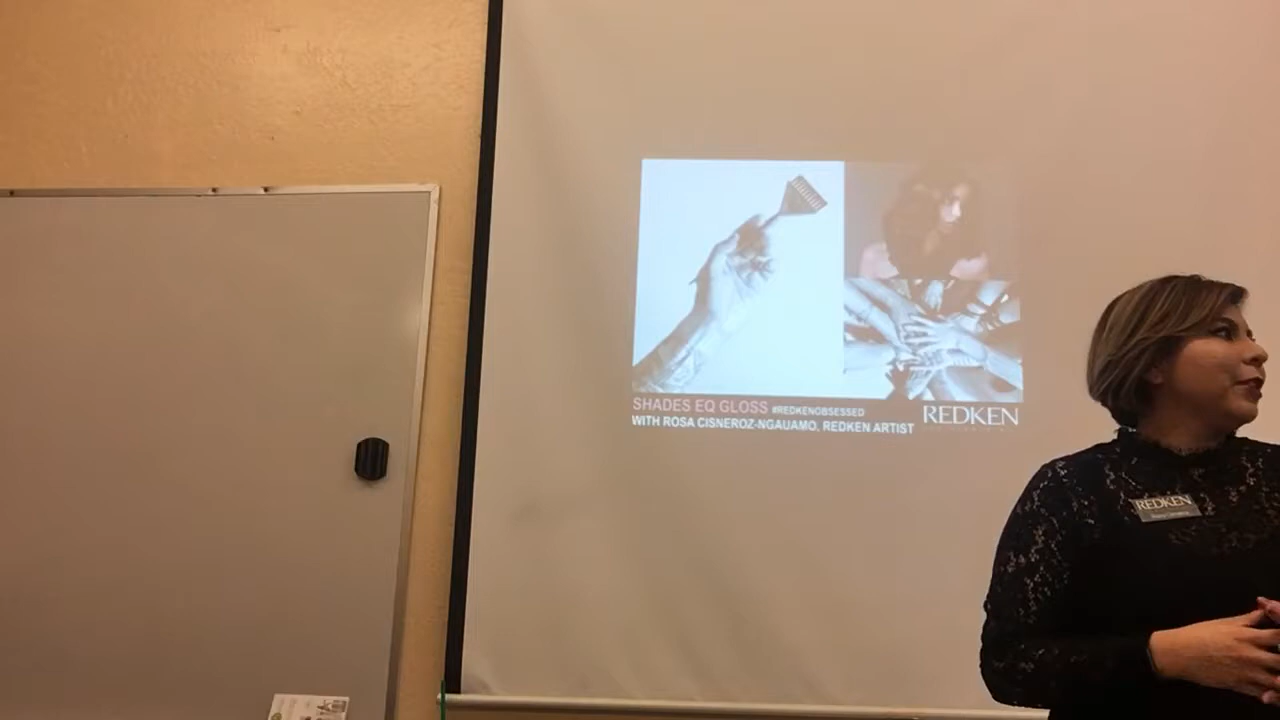 SHADES EQ GLOSS #REDKENOBSESSED
WITH ROSA CISNEROZ-NGAUAMO, REDKEN ARTIST
REDKEN
REDKEN